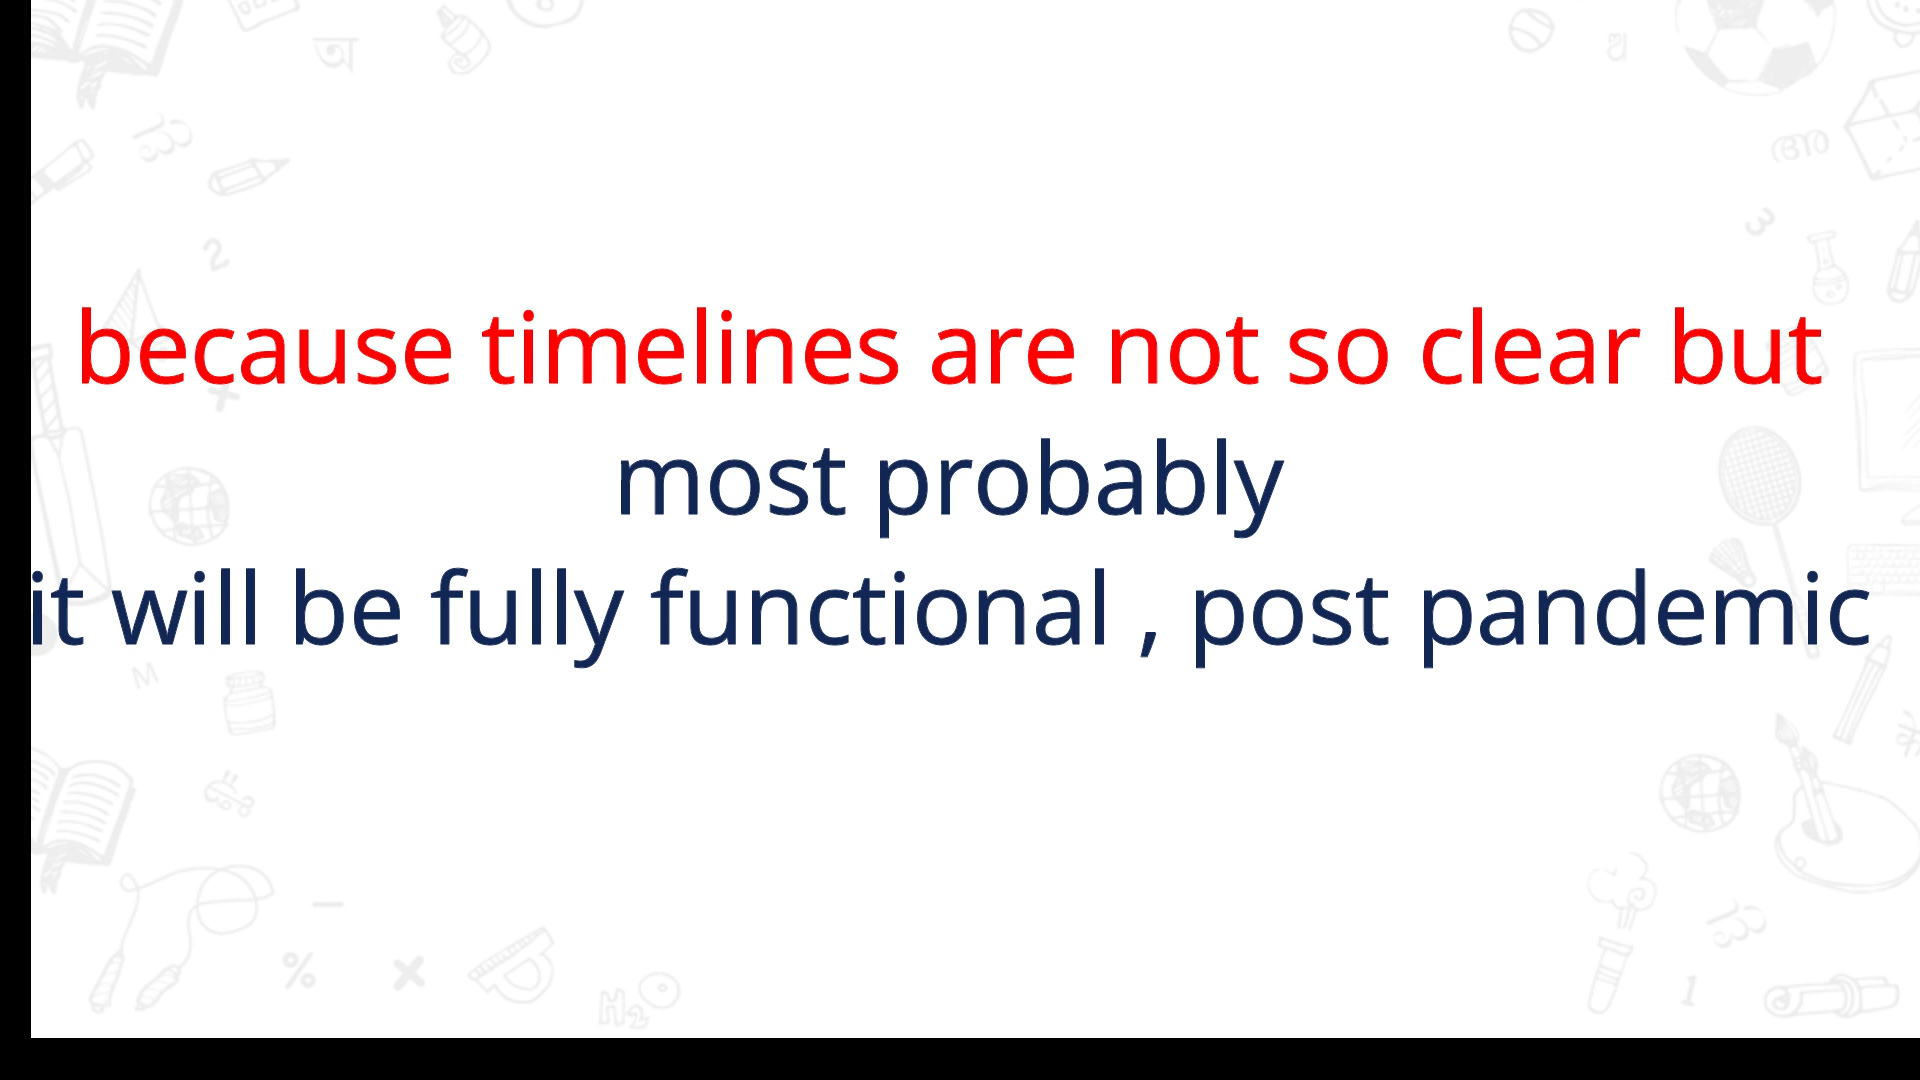 because timelines are not so clear but
most probably
it will be fully functional , post pandemic